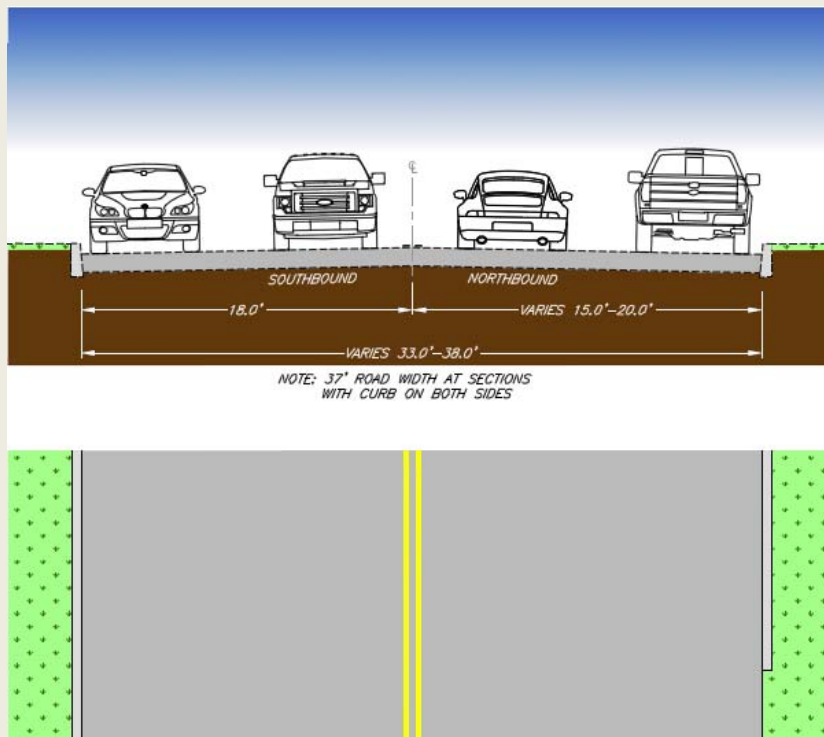 ℄
SOUTHBOUND NORTHBOUND
18.0' VARIES 15.0'-20.0'
VARIES 33.0'-38.0'
NOTE: 37' ROAD WIDTH AT SECTIONS
WITH CURB ON BOTH SIDES